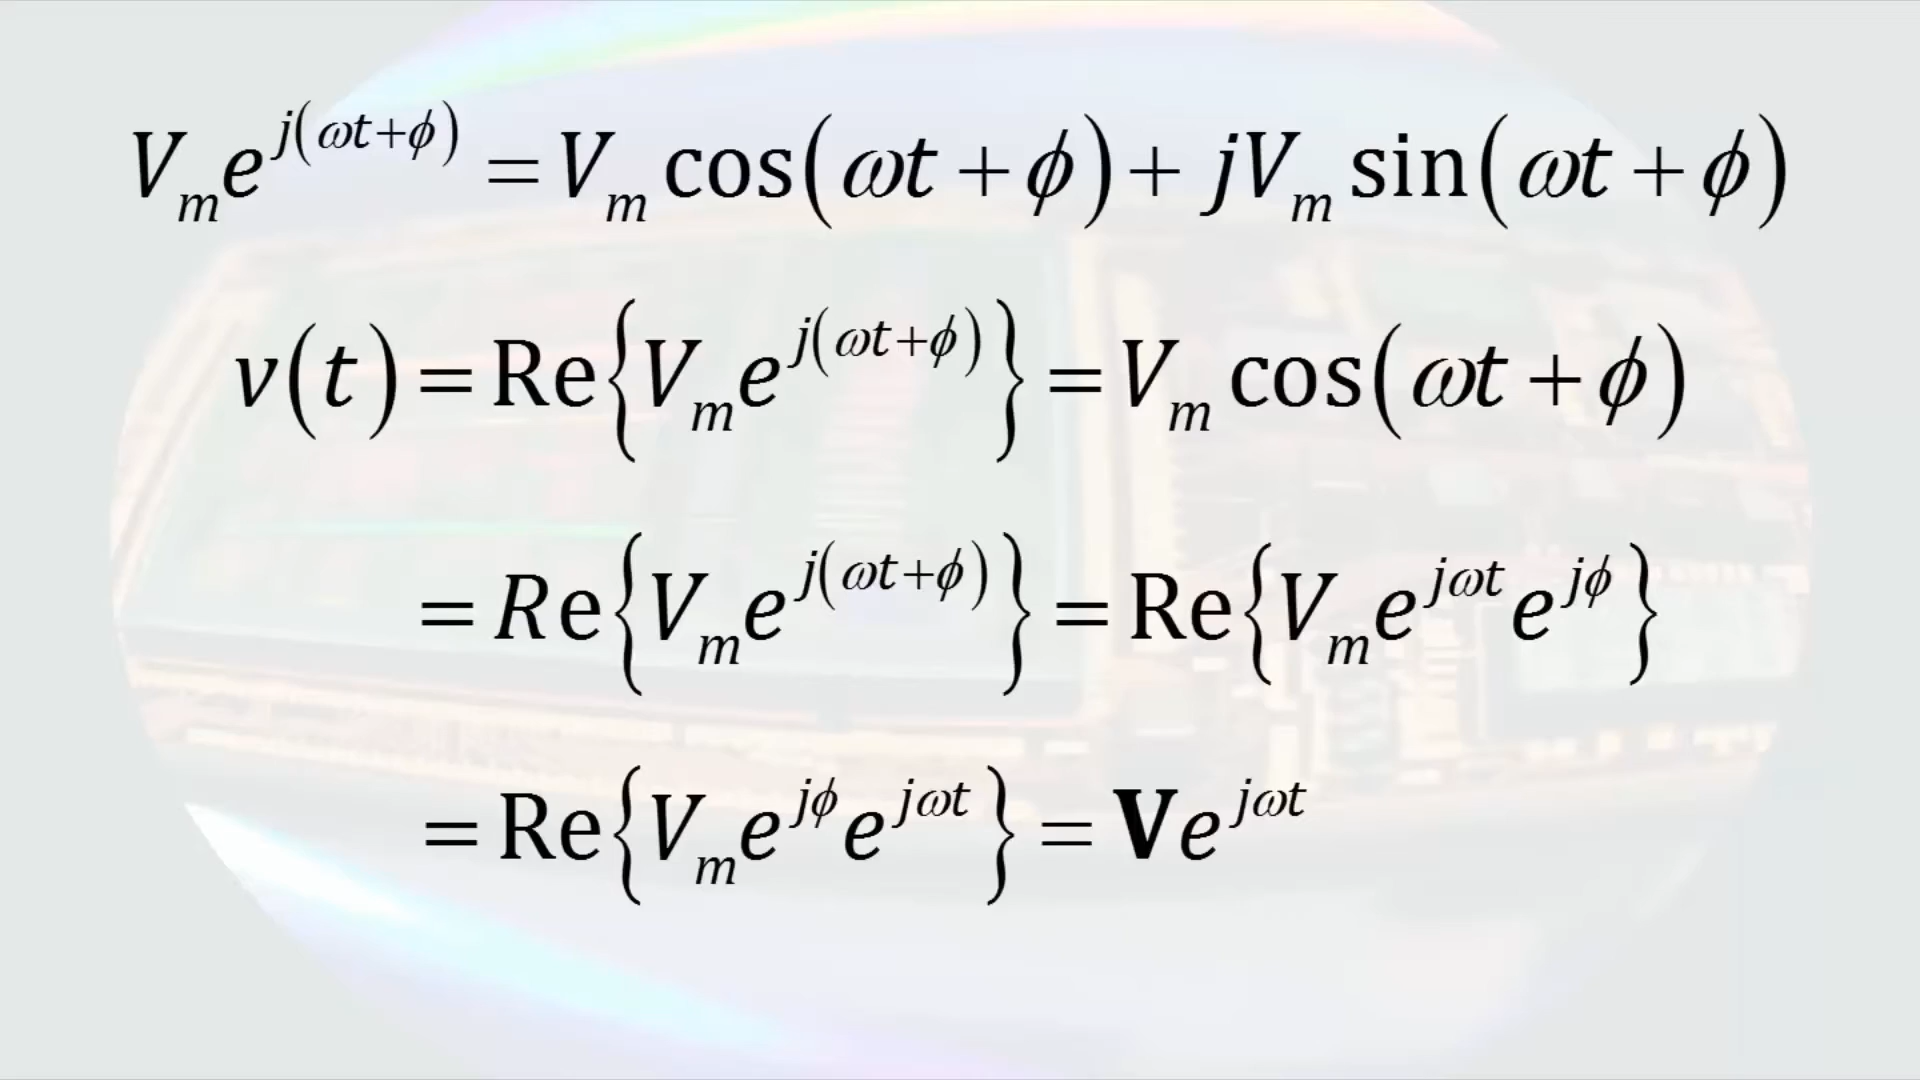 V_m e^{j(ωt+ϕ)} = V_m cos(ωt + ϕ) + jV_m sin(ωt + ϕ)
v(t) = Re{V_m e^{j(ωt+ϕ)}} = V_m cos(ωt + ϕ)
= Re{V_m e^{j(ωt+ϕ)}} = Re{V_m e^{jωt} e^{jϕ}}
= Re{V_m e^{jϕ} e^{jωt}} = 𝐕e^{jωt}